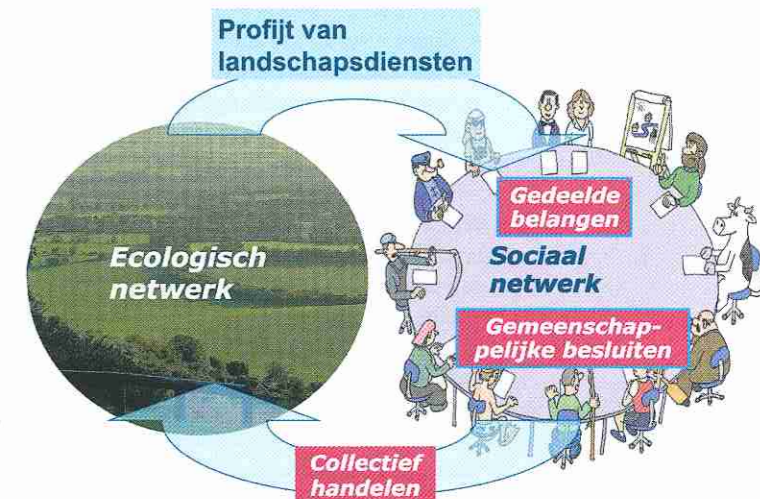 Profijt van
landschapsdiensten
Gedeelde
belangen
Ecologisch
netwerk
Sociaal
netwerk
Gemeenschap-
pelijke besluiten
Collectief
handelen